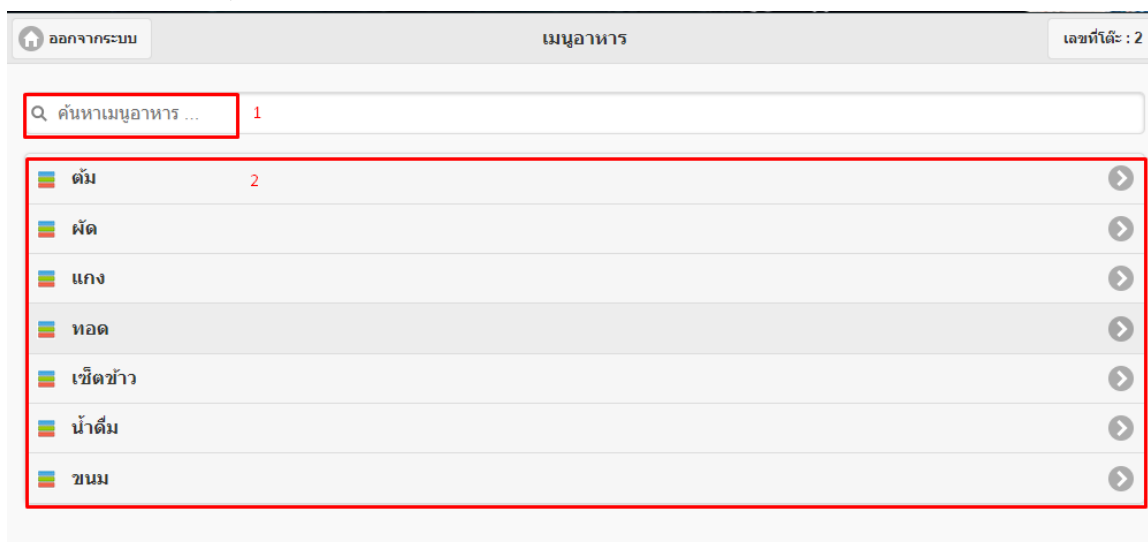 ออกจากระบบ เมนูอาหาร เลขที่โต๊ะ : 2
ค้นหาเมนูอาหาร ... 1
ต้ม 2
ผัด
แกง
ทอด
เซ็ตข้าว
น้ำดื่ม
ขนม